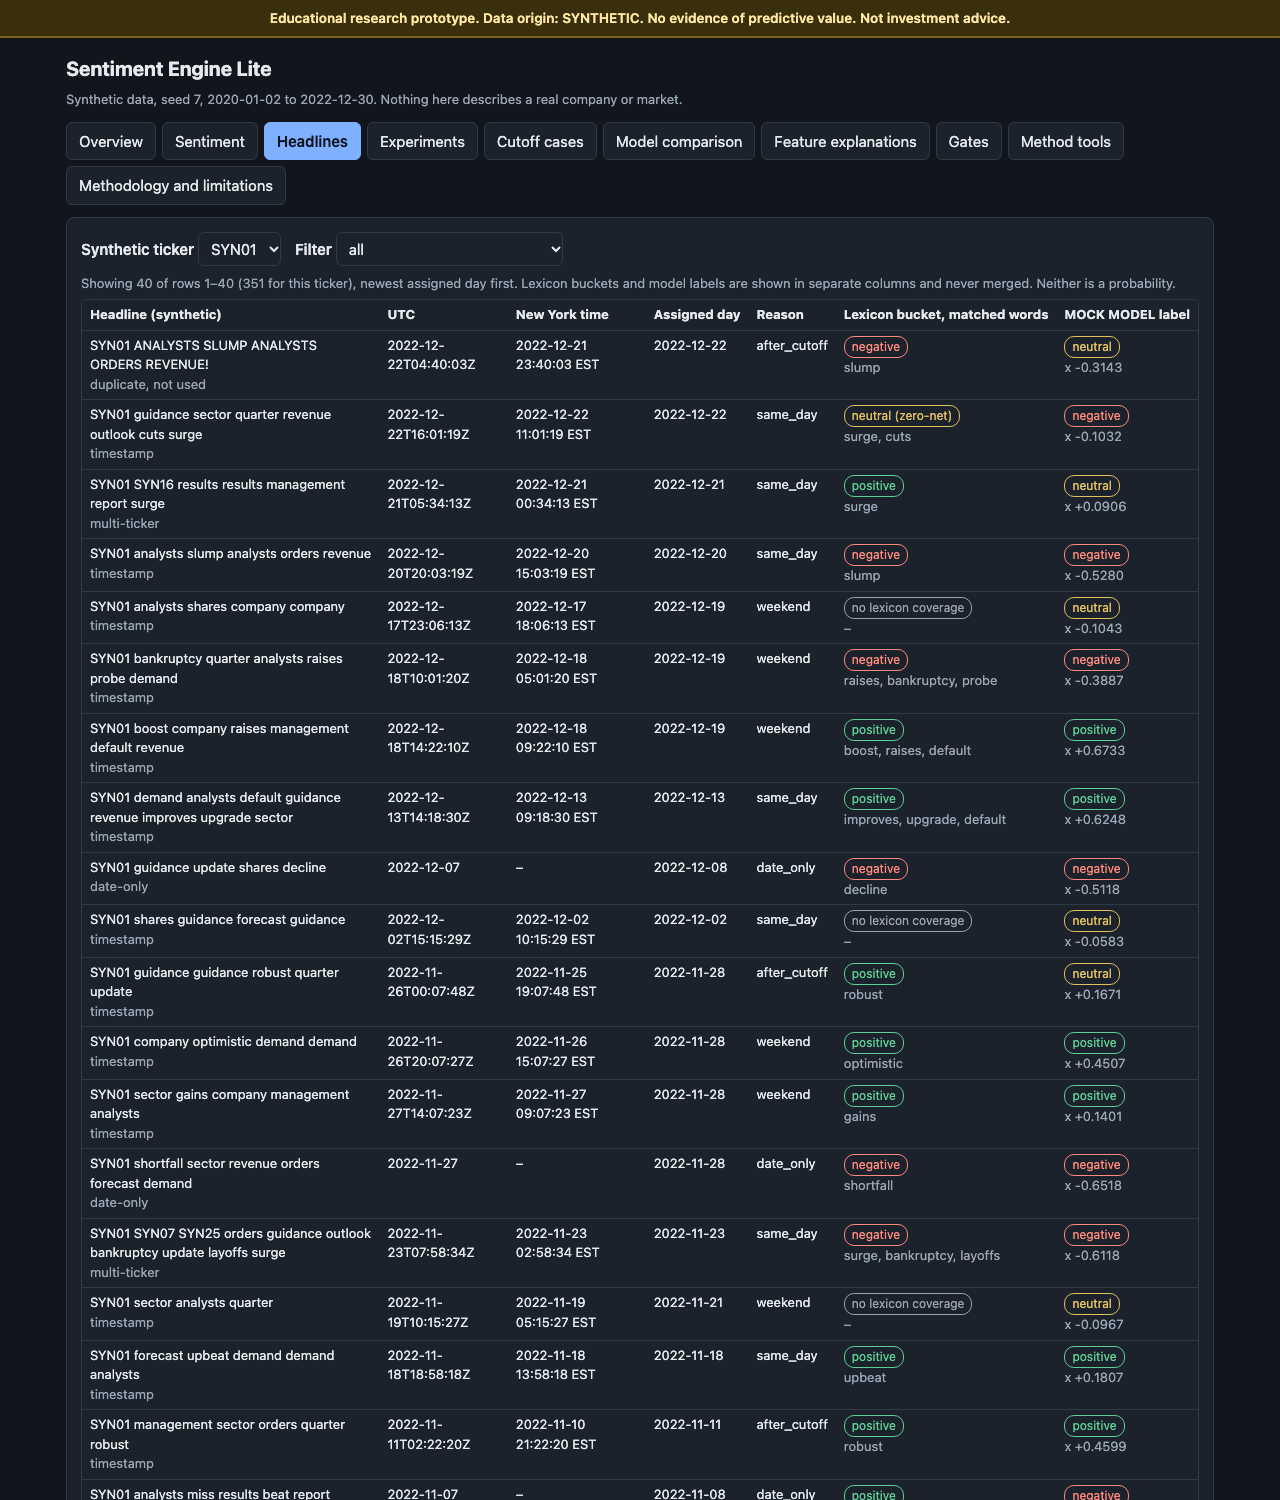 Educational research prototype. Data origin: SYNTHETIC. No evidence of predictive value. Not investment advice.
Sentiment Engine Lite
Synthetic data, seed 7, 2020-01-02 to 2022-12-30. Nothing here describes a real company or market.
Overview Sentiment Headlines Experiments Cutoff cases Model comparison Feature explanations Gates Method tools
Methodology and limitations
Synthetic ticker SYN01 Filter all
Showing 40 of rows 1–40 (351 for this ticker), newest assigned day first. Lexicon buckets and model labels are shown in separate columns and never merged. Neither is a probability.
Headline (synthetic) UTC New York time Assigned day Reason Lexicon bucket, matched words MOCK MODEL label
SYN01 ANALYSTS SLUMP ANALYSTS 2022-12- 2022-12-21 2022-12-22 after_cutoff negative neutral
ORDERS REVENUE! 22T04:40:03Z 23:40:03 EST slump x -0.3143
duplicate, not used
SYN01 guidance sector quarter revenue 2022-12- 2022-12-22 2022-12-22 same_day neutral (zero-net) negative
outlook cuts surge 22T16:01:19Z 11:01:19 EST surge, cuts x -0.1032
timestamp
SYN01 SYN16 results results management 2022-12- 2022-12-21 2022-12-21 same_day positive neutral
report surge 21T05:34:13Z 00:34:13 EST surge x +0.0906
multi-ticker
SYN01 analysts slump analysts orders revenue 2022-12- 2022-12-20 2022-12-20 same_day negative negative
timestamp 20T20:03:19Z 15:03:19 EST slump x -0.5280
SYN01 analysts shares company company 2022-12- 2022-12-17 2022-12-19 weekend no lexicon coverage neutral
timestamp 17T23:06:13Z 18:06:13 EST – x -0.1043
SYN01 bankruptcy quarter analysts raises 2022-12- 2022-12-18 2022-12-19 weekend negative negative
probe demand 18T10:01:20Z 05:01:20 EST raises, bankruptcy, probe x -0.3887
timestamp
SYN01 boost company raises management 2022-12- 2022-12-18 2022-12-19 weekend positive positive
default revenue 18T14:22:10Z 09:22:10 EST boost, raises, default x +0.6733
timestamp
SYN01 demand analysts default guidance 2022-12- 2022-12-13 2022-12-13 same_day positive positive
revenue improves upgrade sector 13T14:18:30Z 09:18:30 EST improves, upgrade, default x +0.6248
timestamp
SYN01 guidance update shares decline 2022-12-07 – 2022-12-08 date_only negative negative
date-only decline x -0.5118
SYN01 shares guidance forecast guidance 2022-12- 2022-12-02 2022-12-02 same_day no lexicon coverage neutral
timestamp 02T15:15:29Z 10:15:29 EST – x -0.0583
SYN01 guidance guidance robust quarter 2022-11- 2022-11-25 2022-11-28 after_cutoff positive neutral
update 26T00:07:48Z 19:07:48 EST robust x +0.1671
timestamp
SYN01 company optimistic demand demand 2022-11- 2022-11-26 2022-11-28 weekend positive positive
timestamp 26T20:07:27Z 15:07:27 EST optimistic x +0.4507
SYN01 sector gains company management 2022-11- 2022-11-27 2022-11-28 weekend positive positive
analysts 27T14:07:23Z 09:07:23 EST gains x +0.1401
timestamp
SYN01 shortfall sector revenue orders 2022-11-27 – 2022-11-28 date_only negative negative
forecast demand shortfall x -0.6518
date-only
SYN01 SYN07 SYN25 orders guidance outlook 2022-11- 2022-11-23 2022-11-23 same_day negative negative
bankruptcy update layoffs surge 23T07:58:34Z 02:58:34 EST surge, bankruptcy, layoffs x -0.6118
multi-ticker
SYN01 sector analysts quarter 2022-11- 2022-11-19 2022-11-21 weekend no lexicon coverage neutral
timestamp 19T10:15:27Z 05:15:27 EST – x -0.0967
SYN01 forecast upbeat demand demand 2022-11- 2022-11-18 2022-11-18 same_day positive positive
analysts 18T18:58:18Z 13:58:18 EST upbeat x +0.1807
timestamp
SYN01 management sector orders quarter 2022-11- 2022-11-10 2022-11-11 after_cutoff positive positive
robust 11T02:22:20Z 21:22:20 EST robust x +0.4599
timestamp
SYN01 analysts miss results beat report 2022-11-07 – 2022-11-08 date_only positive negative